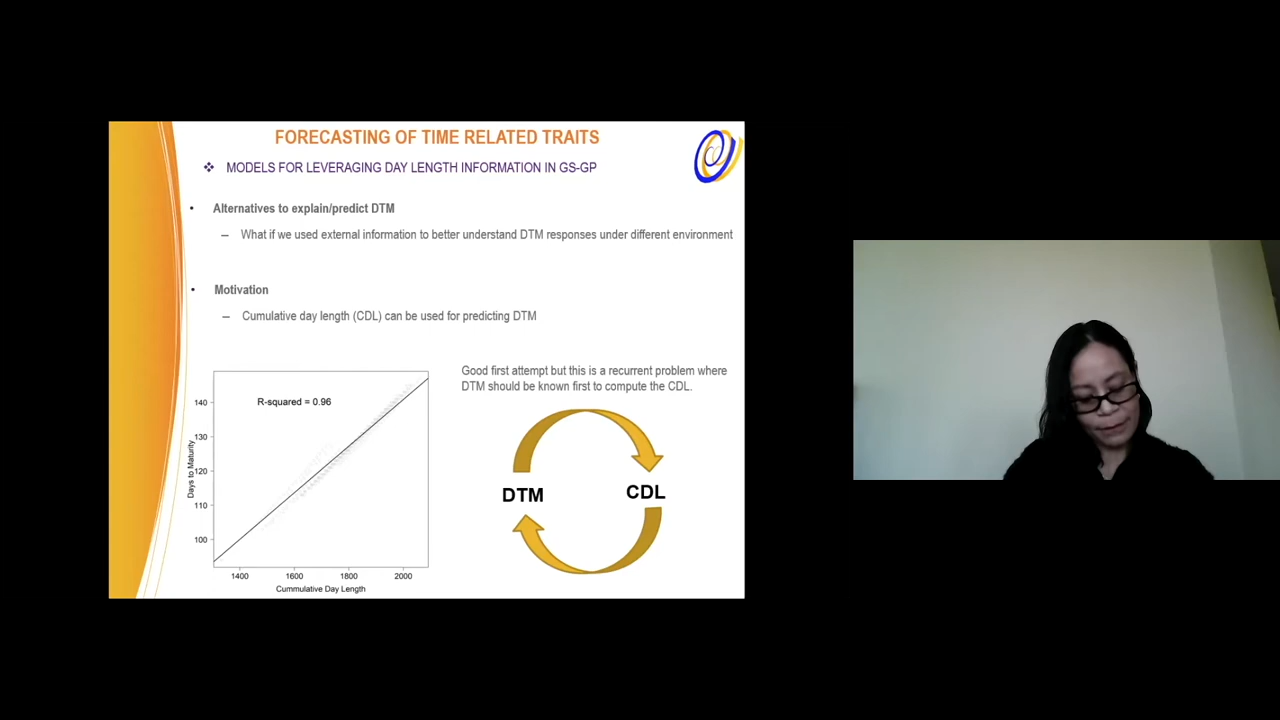 FORECASTING OF TIME RELATED TRAITS
❖ MODELS FOR LEVERAGING DAY LENGTH INFORMATION IN GS-GP
• Alternatives to explain/predict DTM
– What if we used external information to better understand DTM responses under different environment
• Motivation
– Cumulative day length (CDL) can be used for predicting DTM
Good first attempt but this is a recurrent problem where
DTM should be known first to compute the CDL.
R-squared = 0.96
140
130
120
110
100
Days to Maturity
1400 1600 1800 2000
Cummulative Day Length
DTM
CDL